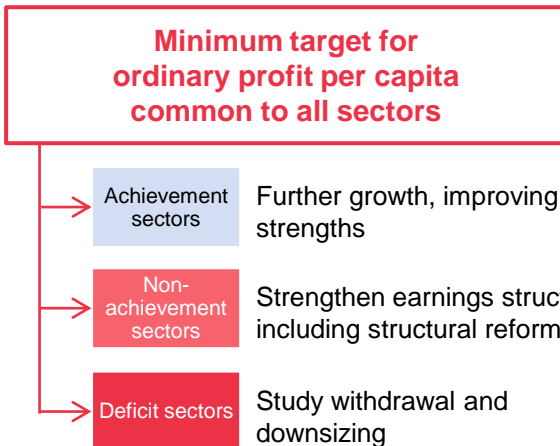 Minimum target for
ordinary profit per capita
common to all sectors
Achievement
sectors
Further growth, improving
strengths
Non-
achievement
sectors
Strengthen earnings struct
including structural reform
Deficit sectors
Study withdrawal and
downsizing